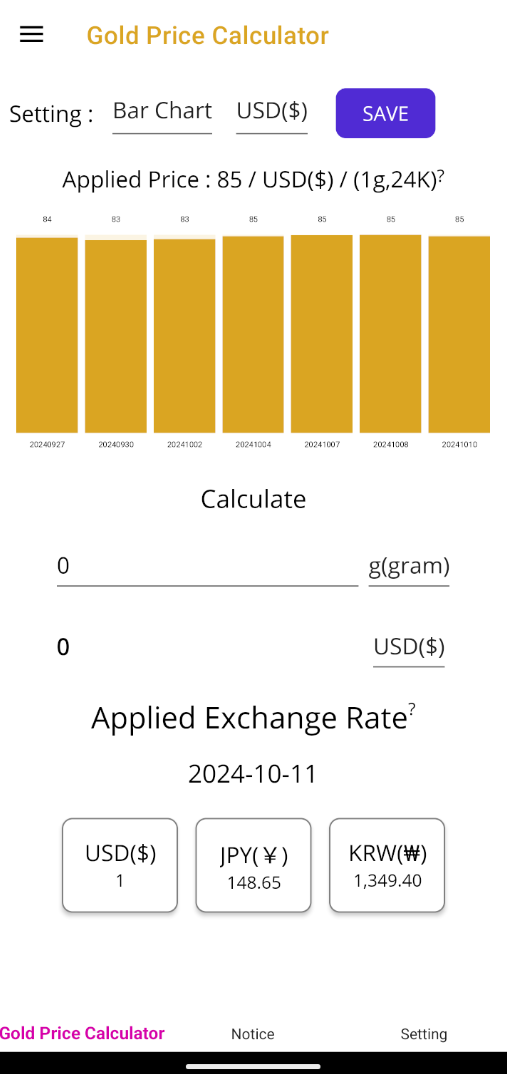 Gold Price Calculator
Setting : Bar Chart USD($) SAVE
Applied Price : 85 / USD($) / (1g,24K)?
84 83 83 85 85 85 85
20240927 20240930 20241002 20241004 20241007 20241008 20241010
Calculate
0 g(gram)
0 USD($)
Applied Exchange Rate?
2024-10-11
USD($) JPY(¥) KRW(₩)
1 148.65 1,349.40
Gold Price Calculator Notice Setting